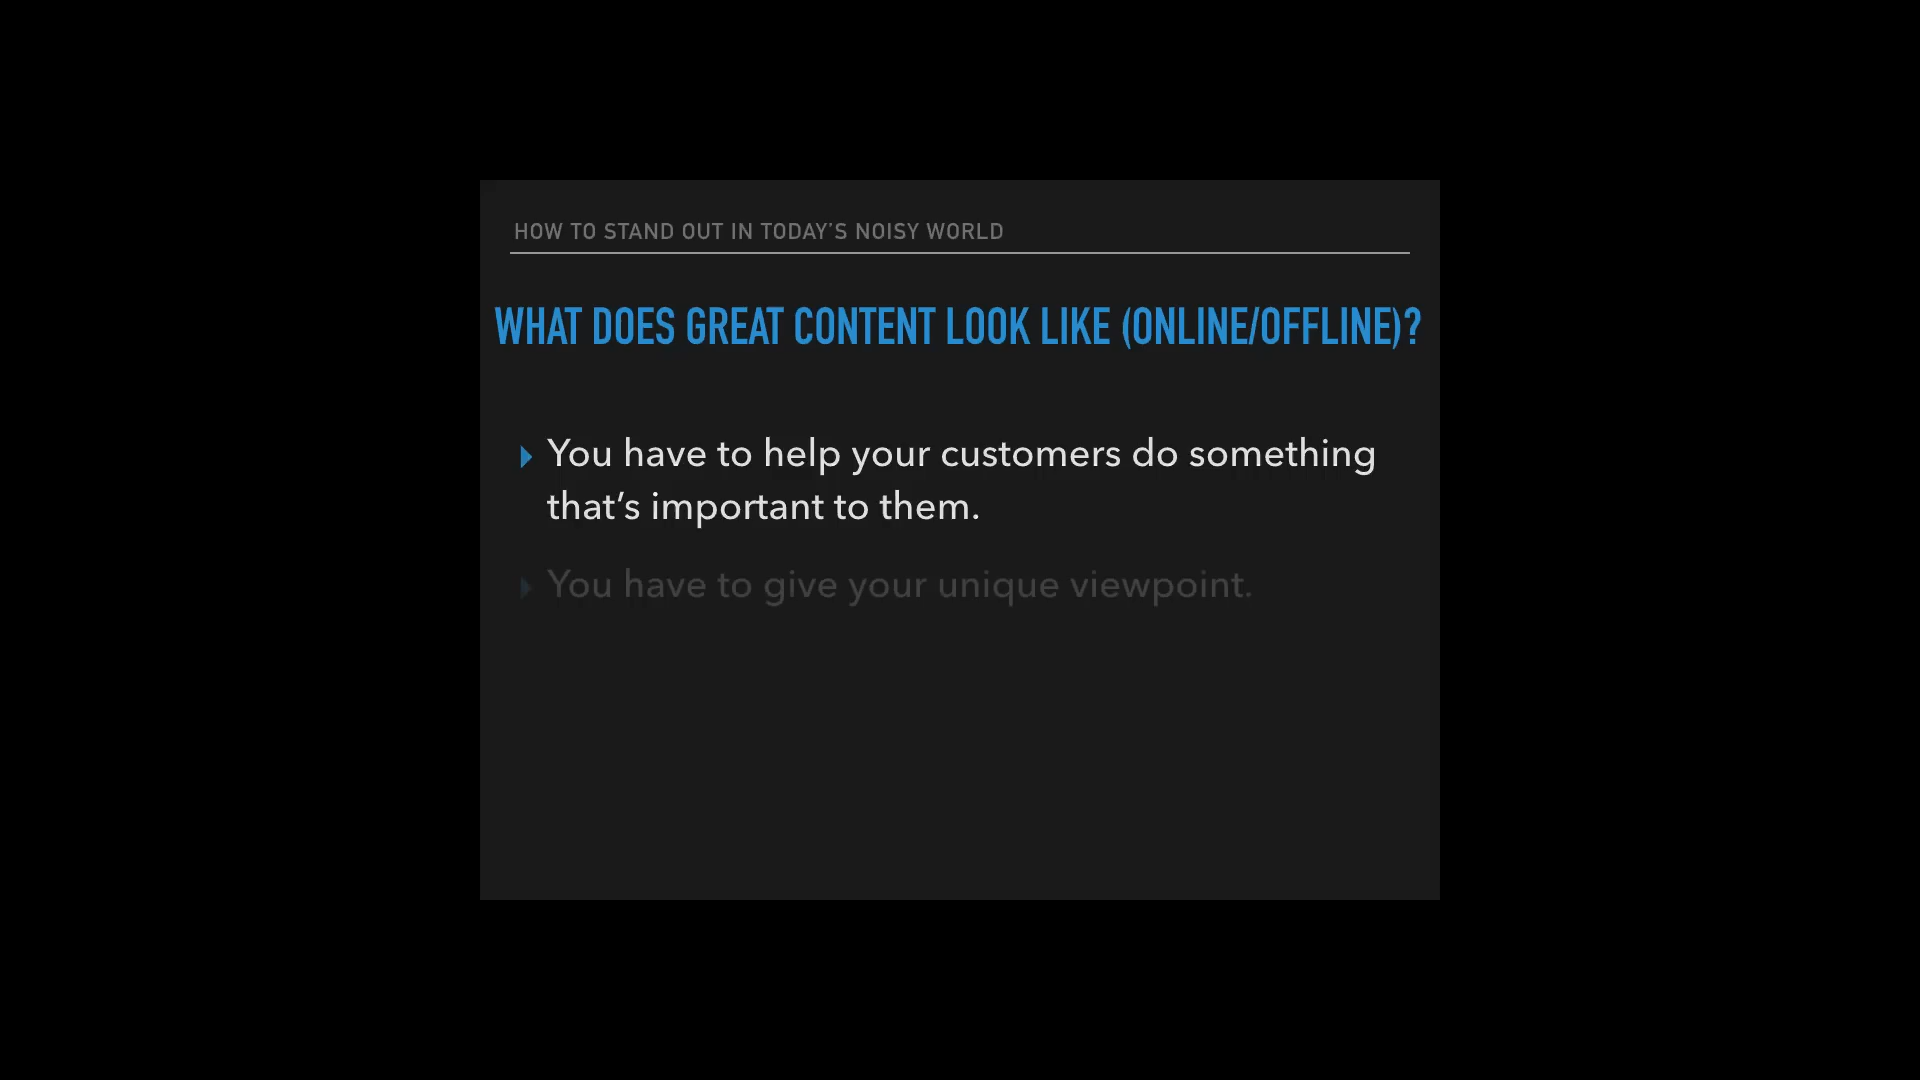 HOW TO STAND OUT IN TODAY’S NOISY WORLD
WHAT DOES GREAT CONTENT LOOK LIKE (ONLINE/OFFLINE)?
You have to help your customers do something
that’s important to them.
You have to give your unique viewpoint.